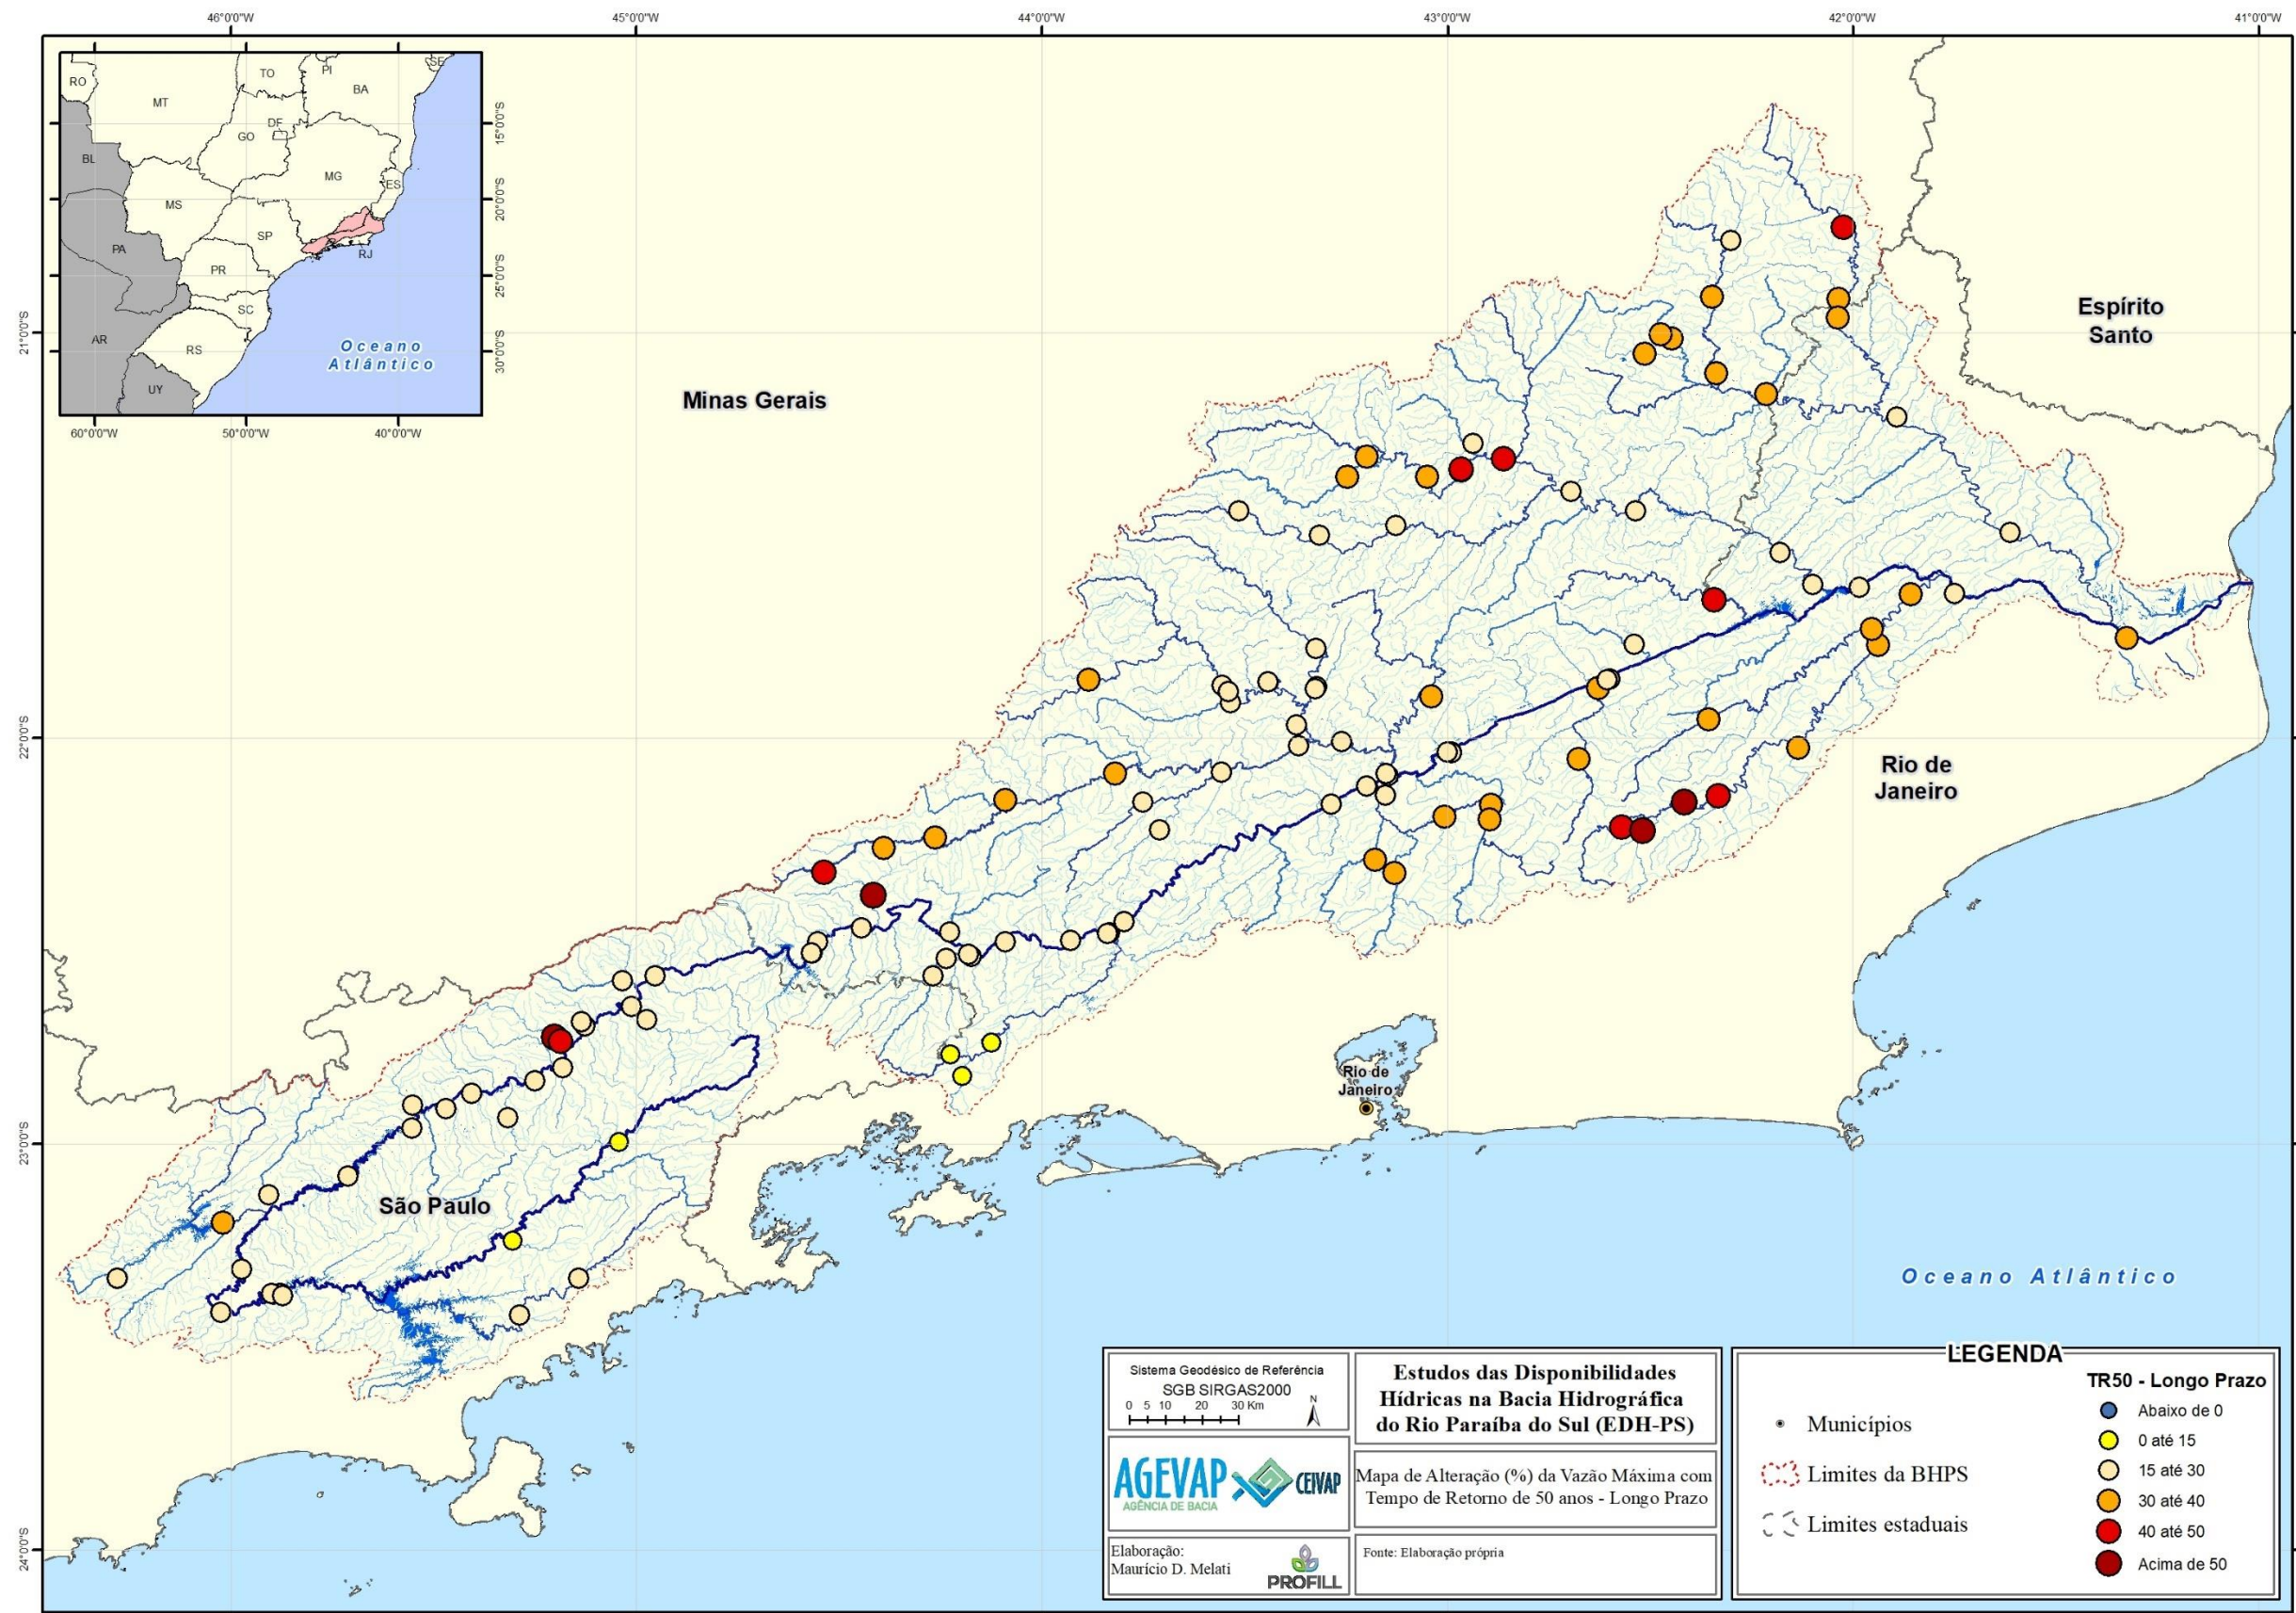 46°0'0"W
45°0'0"W
44°0'0"W
43°0'0"W
42°0'0"W
41°0'0"W
RO
MT
TO
PI
SE
BA
BL
GO
DF
MG
ES
MS
SP
RJ
PA
PR
SC
AR
RS
UY
Oceano
Atlântico
15°0'0"S
20°0'0"S
25°0'0"S
30°0'0"S
60°0'0"W
50°0'0"W
40°0'0"W
21°0'0"S
22°0'0"S
23°0'0"S
24°0'0"S
Minas Gerais
Espírito
Santo
Rio de
Janeiro
Rio de
Janeiro
São Paulo
Oceano Atlântico
Sistema Geodésico de Referência
SGB SIRGAS2000
0 5 10 20 30 Km
N
Estudos das Disponibilidades
Hídricas na Bacia Hidrográfica
do Rio Paraíba do Sul (EDH-PS)
AGEVAP
AGÊNCIA DE BACIA
CEIVAP
Mapa de Alteração (%) da Vazão Máxima com
Tempo de Retorno de 50 anos - Longo Prazo
Elaboração:
Maurício D. Melati
PROFILL
Fonte: Elaboração própria
LEGENDA
Municípios
Limites da BHPS
Limites estaduais
TR50 - Longo Prazo
Abaixo de 0
0 até 15
15 até 30
30 até 40
40 até 50
Acima de 50